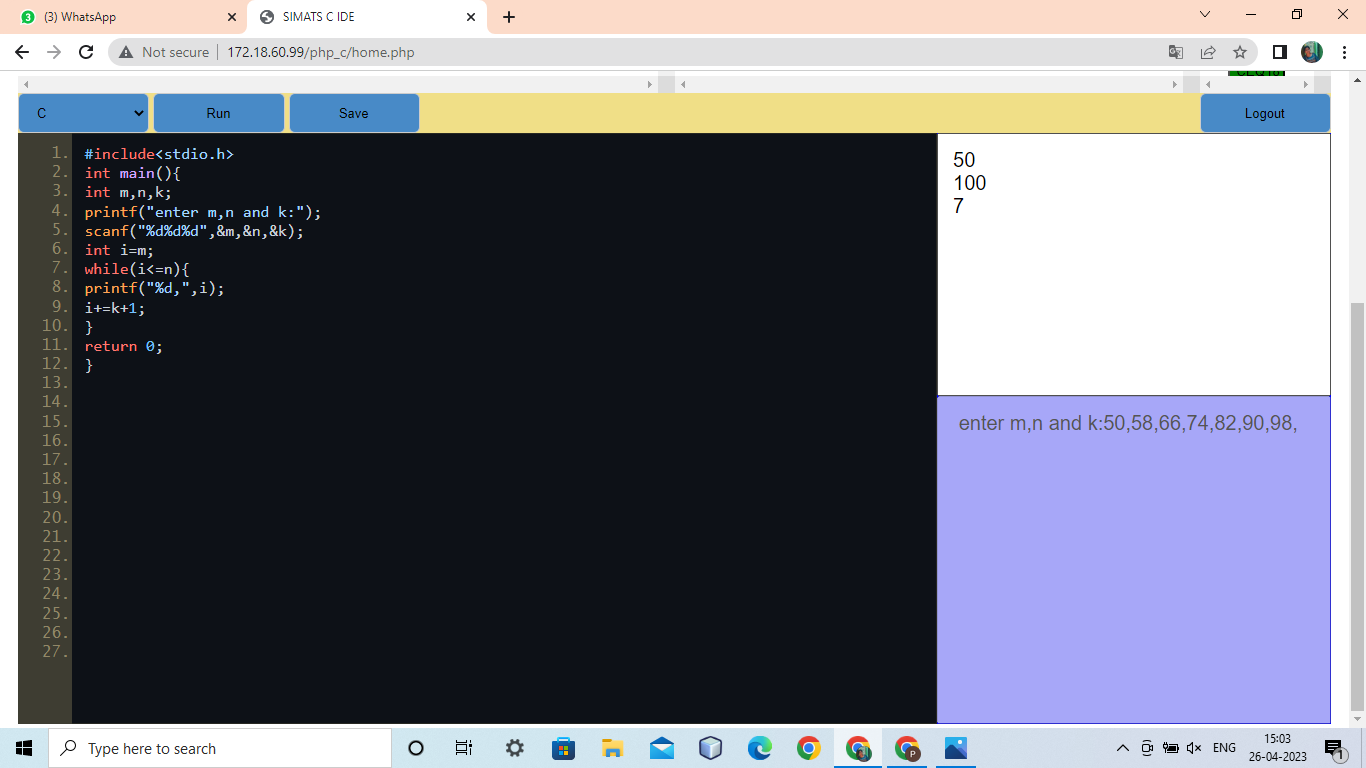 (3) WhatsApp
SIMATS C IDE
Not secure
172.18.60.99/php_c/home.php
C
Run
Save
Logout
1. #include<stdio.h>
2. int main(){
3. int m,n,k;
4. printf("enter m,n and k:");
5. scanf("%d%d%d",&m,&n,&k);
6. int i=m;
7. while(i<=n){
8. printf("%d,",i);
9. i+=k+1;
10. }
11. return 0;
12. }
13.
14.
15.
16.
17.
18.
19.
20.
21.
22.
23.
24.
25.
26.
27.
50
100
7
enter m,n and k:50,58,66,74,82,90,98,
Type here to search
ENG
15:03
26-04-2023
1